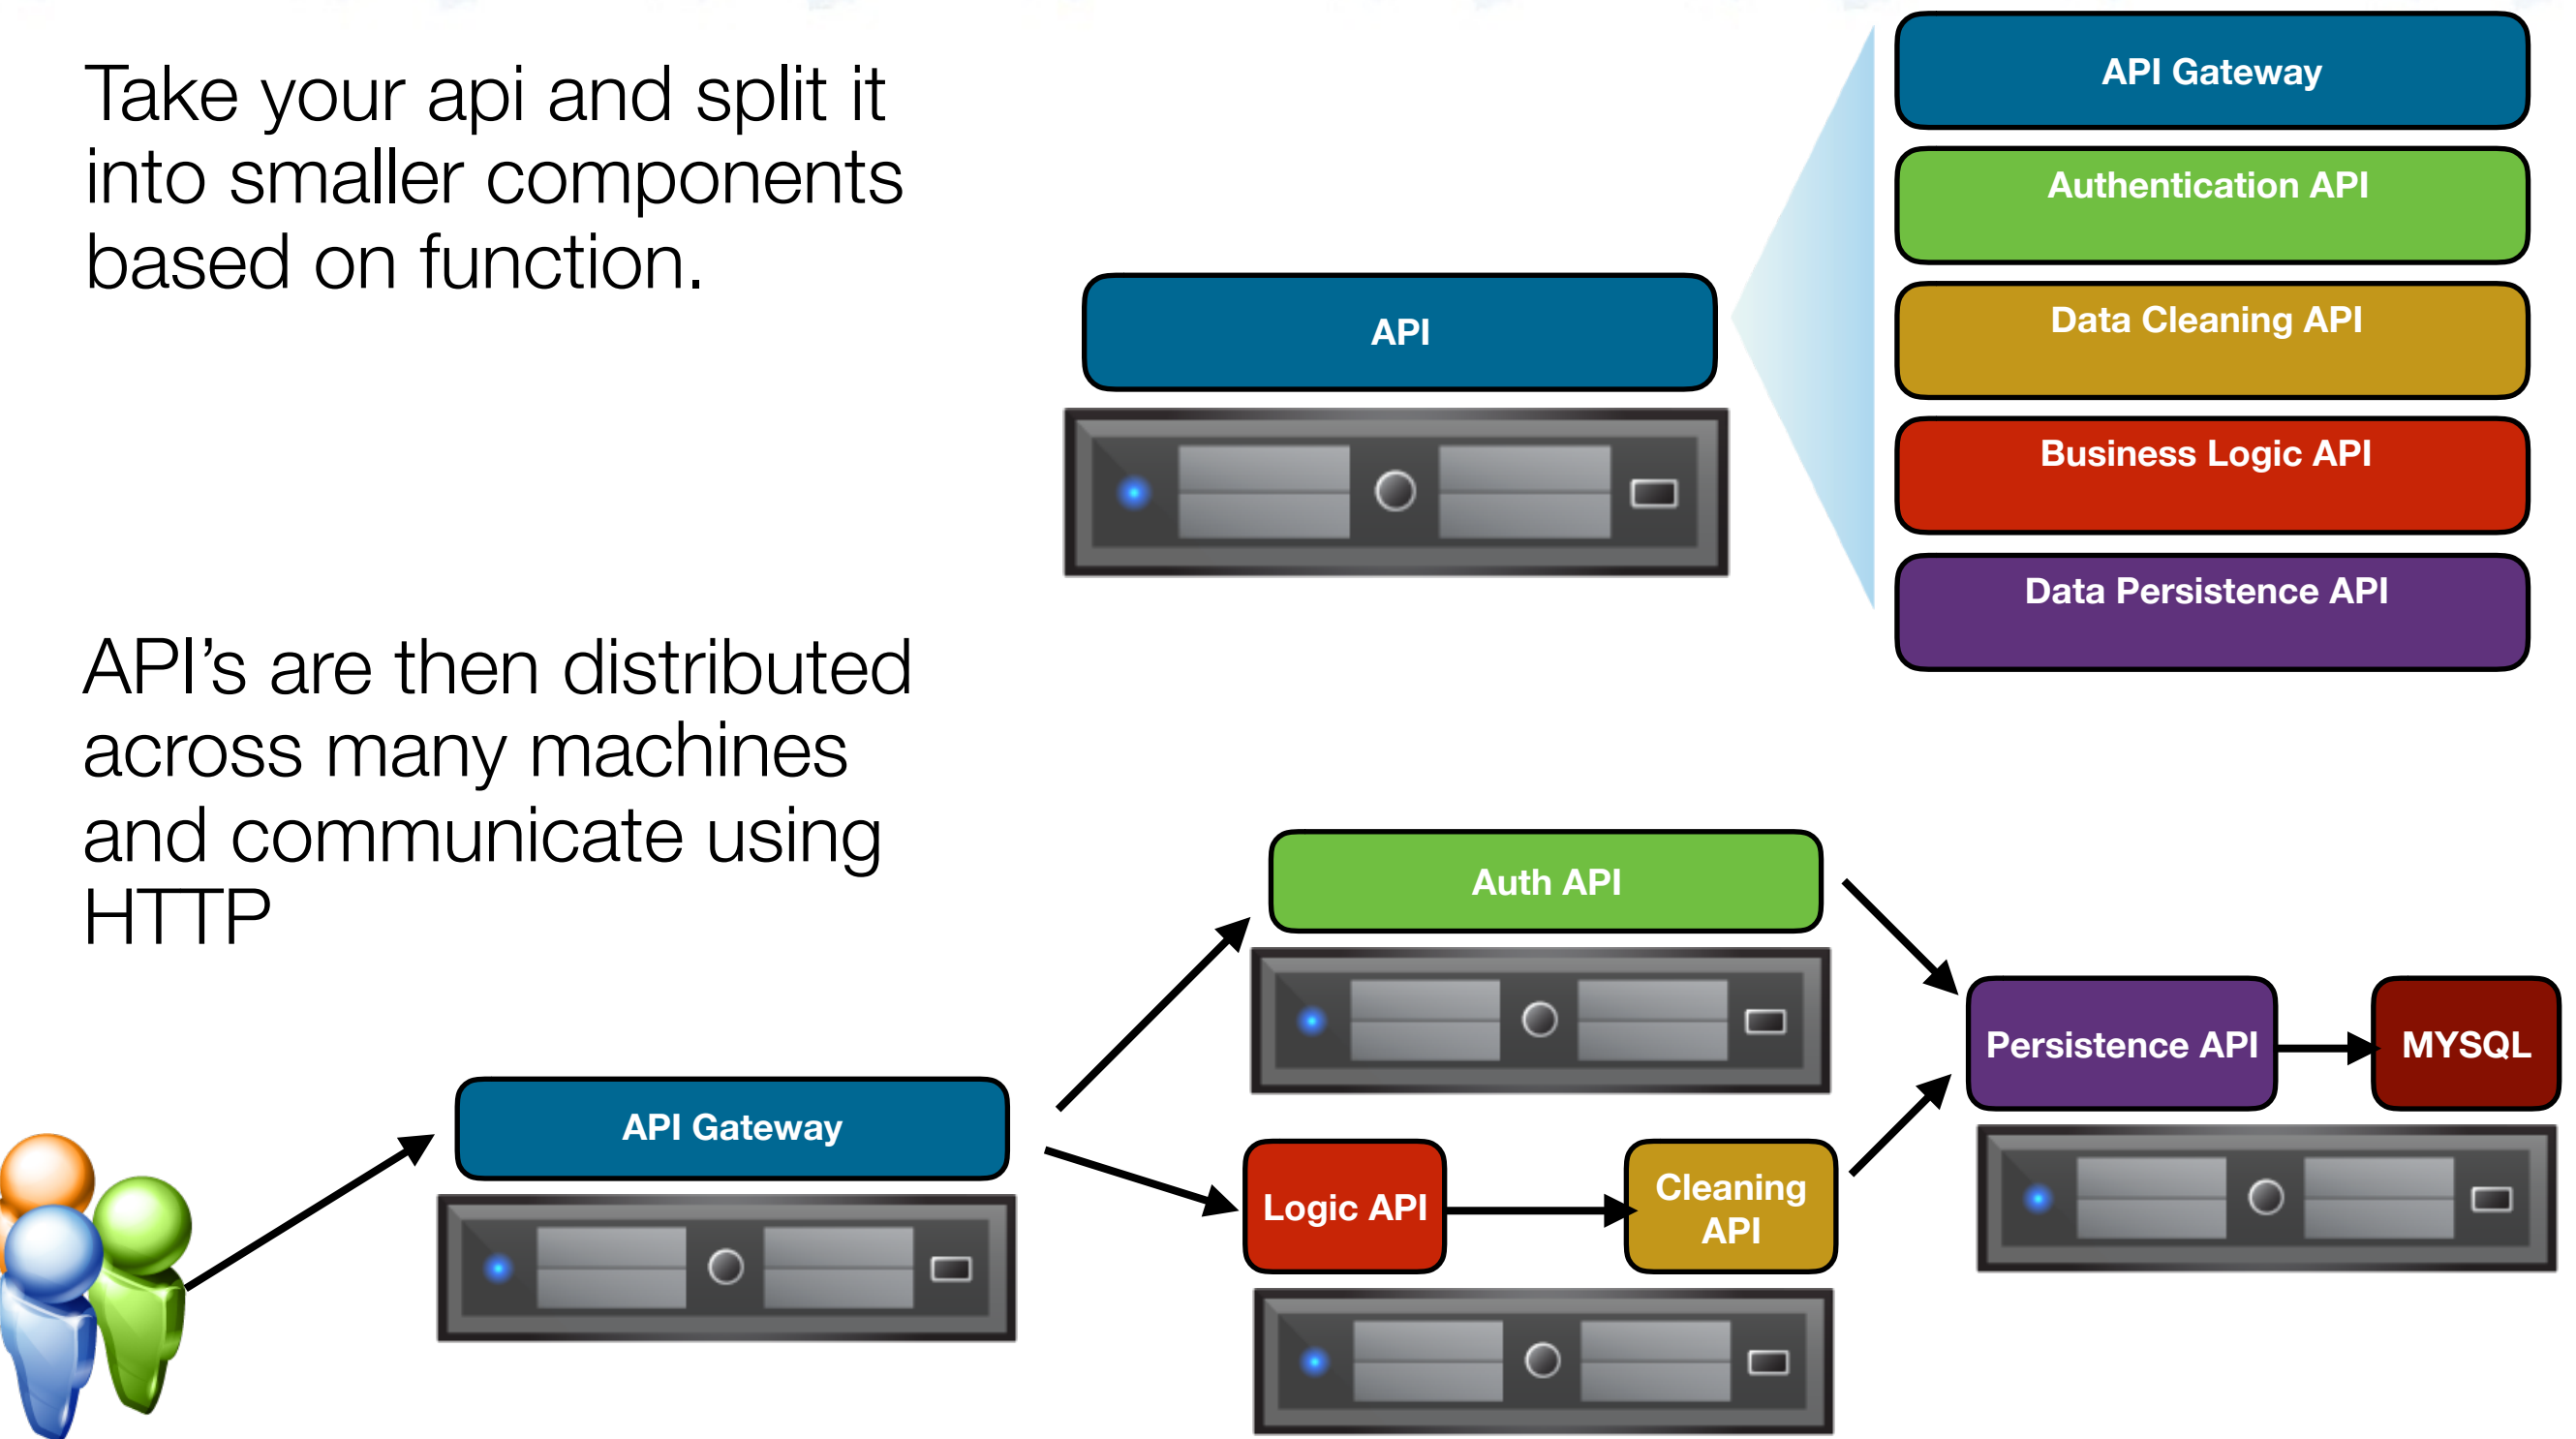 Take your api and split it
into smaller components
based on function.
API
API Gateway
Authentication API
Data Cleaning API
Business Logic API
Data Persistence API
API’s are then distributed
across many machines
and communicate using
HTTP
API Gateway
Auth API
Logic API
Cleaning
API
Persistence API
MYSQL